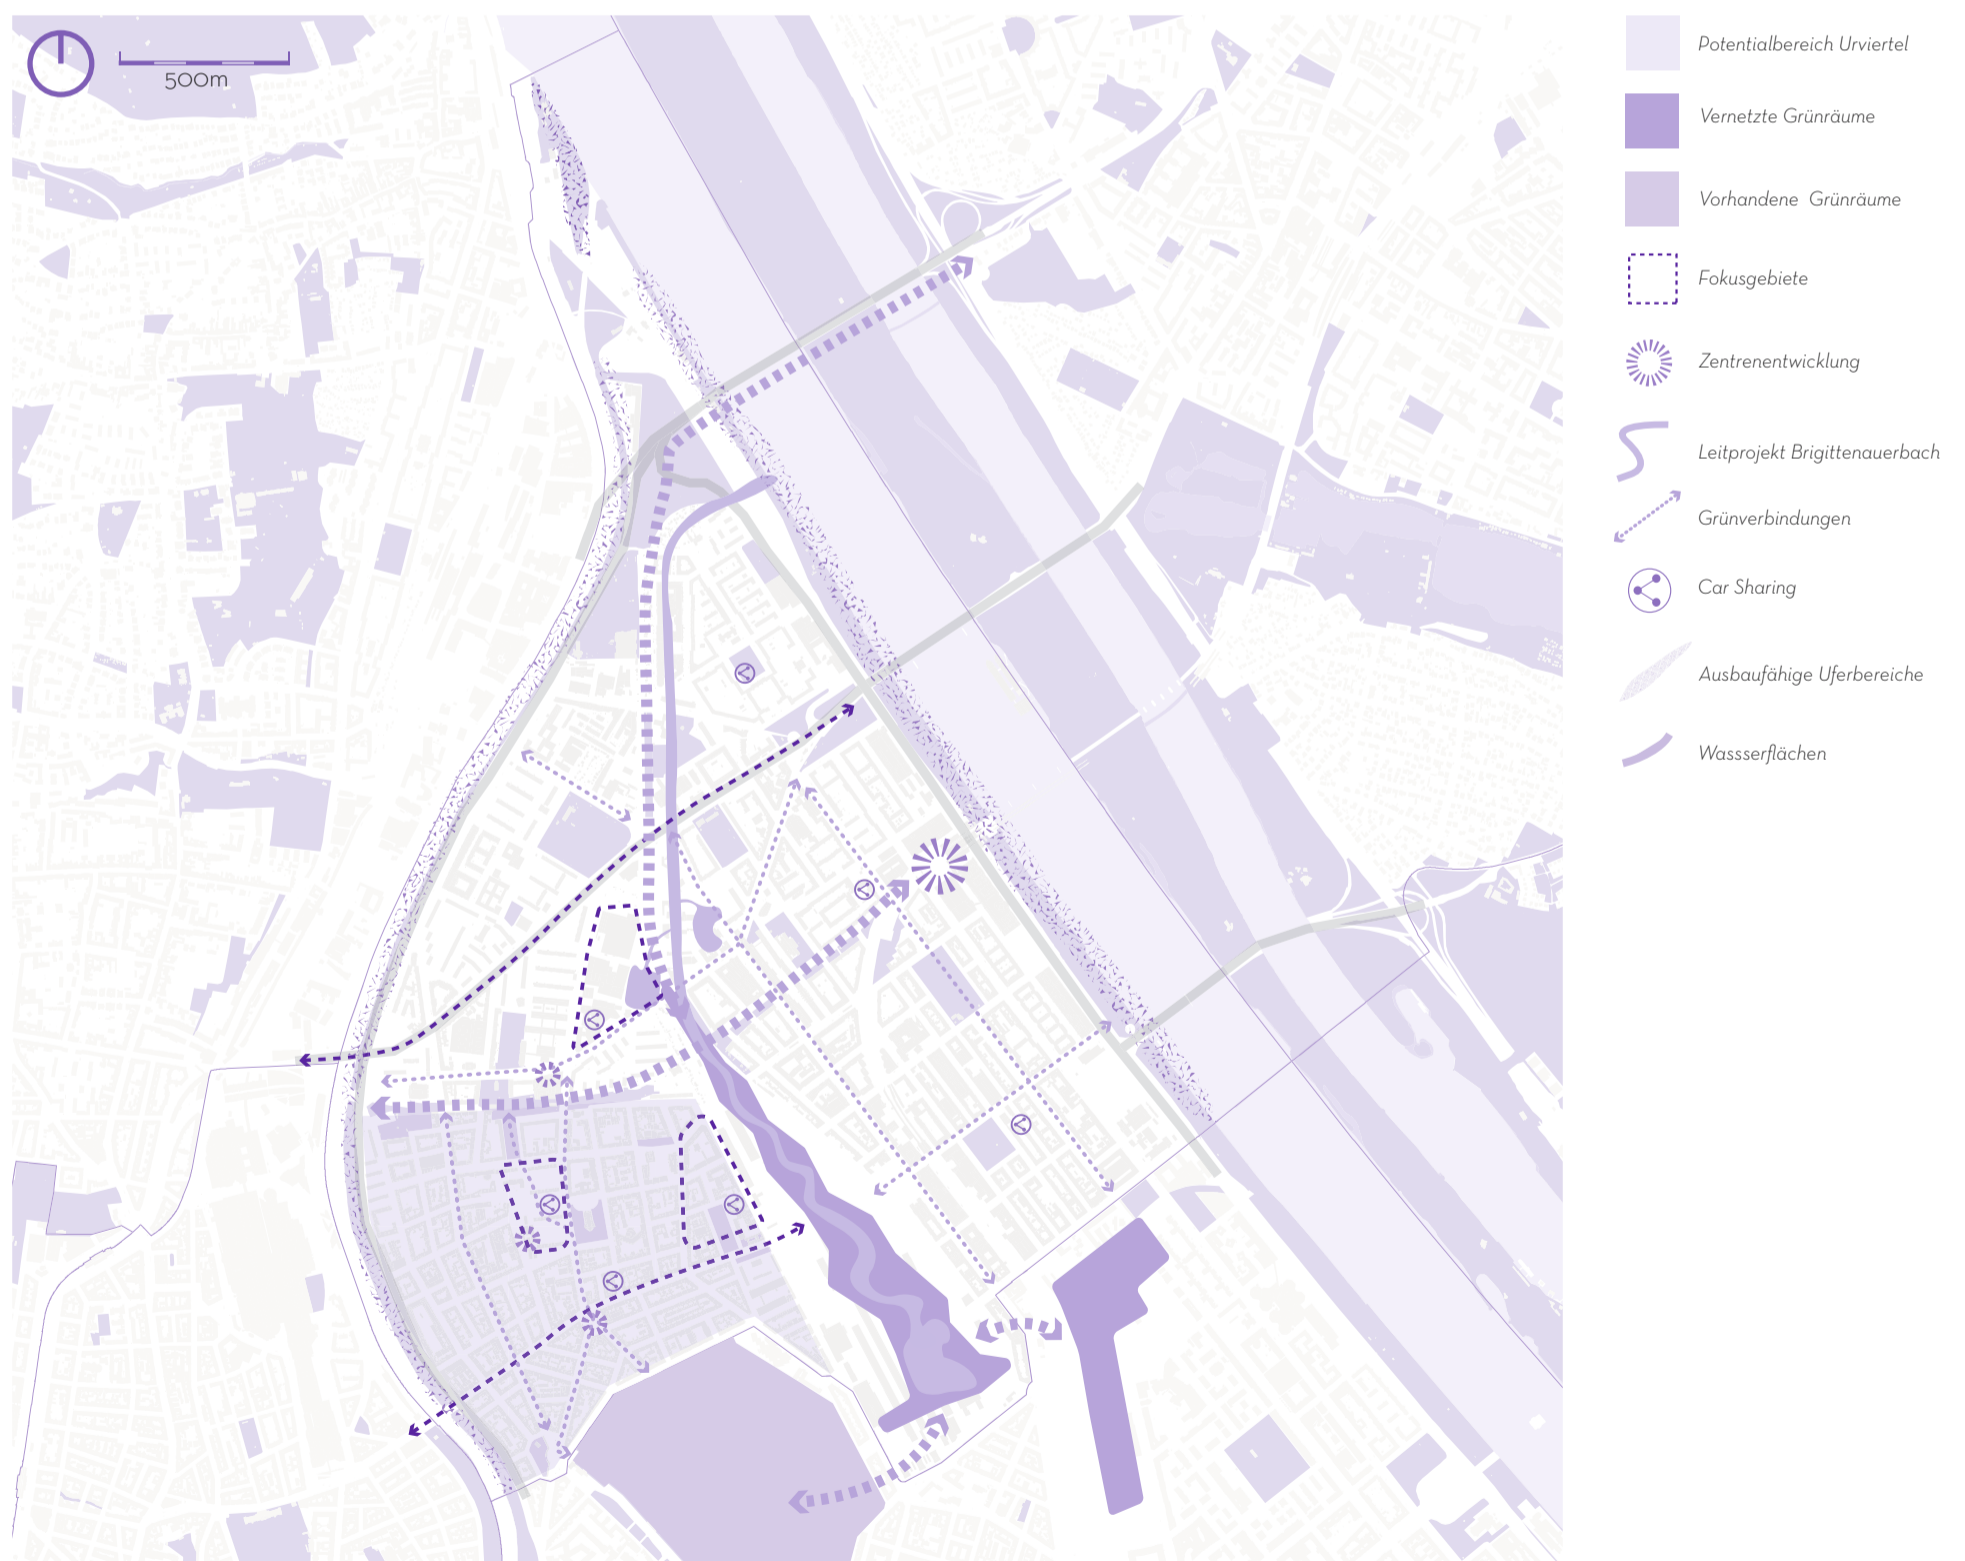 500m
Potentialbereich Urviertel
Vernetzte Grünräume
Vorhandene Grünräume
Fokusgebiete
Zentrenentwicklung
Leitprojekt Brigittenauerbach
Grünverbindungen
Car Sharing
Ausbaufähige Uferbereiche
Wassserflächen